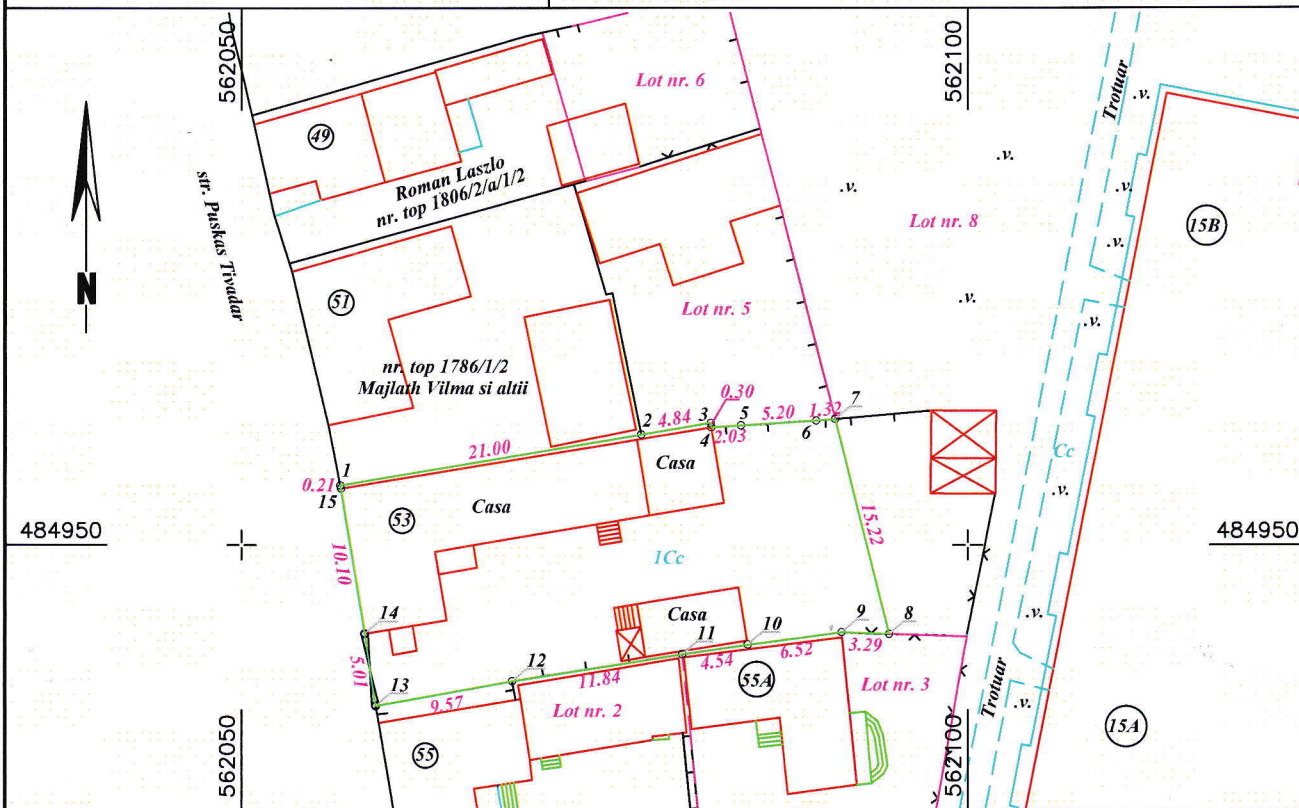 562050
562100
Lot nr. 6
Trotuar
.v.
49
.v.
Roman Laszlo
nr. top 1806/2/a/1/2
.v.
.v.
str. Puskas Tivadar
Lot nr. 8
15B
.v.
N
51
Lot nr. 5
.v.
.v.
nr. top 1786/1/2
Majlath Vilma si altii
0.30
2
4.84
3
5
5.20
1.32
7
21.00
4
2.03
6
Cc
1
0.21
15
Casa
Casa
.v.
53
15.22
484950
484950
10.10
1Cc
14
Casa
9
8
.v.
11
10
3.29
5.01
12
4.54
6.52
13
11.84
55A
Lot nr. 3
9.57
Lot nr. 2
Trotuar
.v.
55
15A
562050
562100